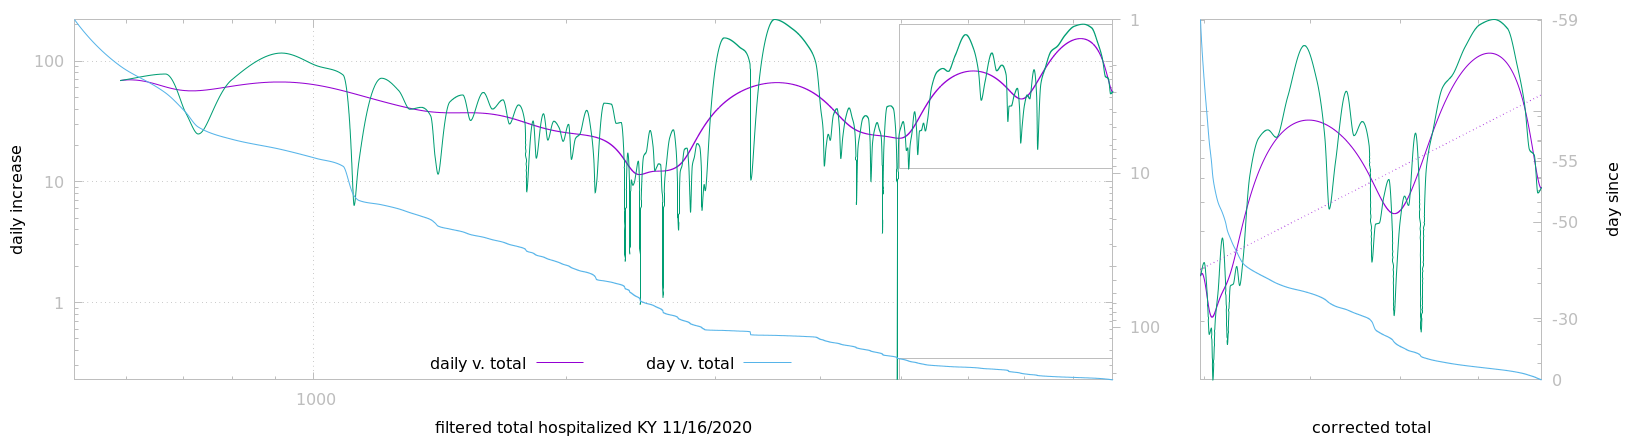 100
10
1
daily increase
1000
daily v. total
day v. total
filtered total hospitalized KY 11/16/2020
1
10
100
-59
-55
-50
-30
0
day since
corrected total